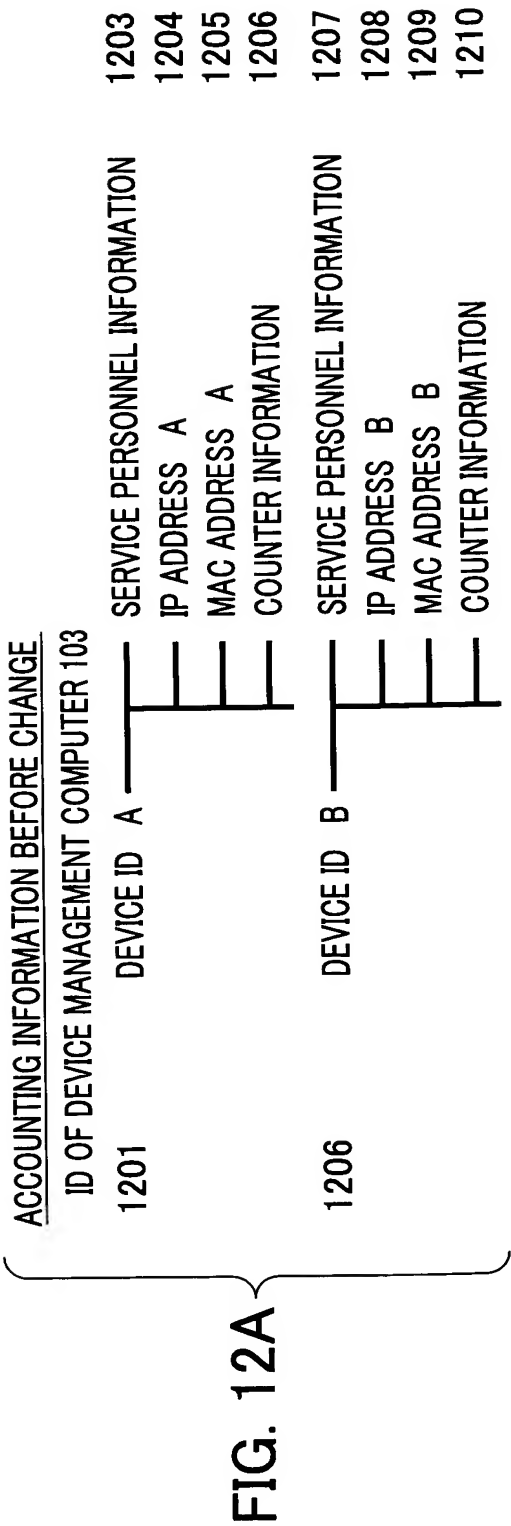 FIG. 12A
ACCOUNTING INFORMATION BEFORE CHANGE
ID OF DEVICE MANAGEMENT COMPUTER 103
1201 DEVICE ID A SERVICE PERSONNEL INFORMATION 1203
IP ADDRESS A 1204
MAC ADDRESS A 1205
COUNTER INFORMATION 1206
1206 DEVICE ID B SERVICE PERSONNEL INFORMATION 1207
IP ADDRESS B 1208
MAC ADDRESS B 1209
COUNTER INFORMATION 1210